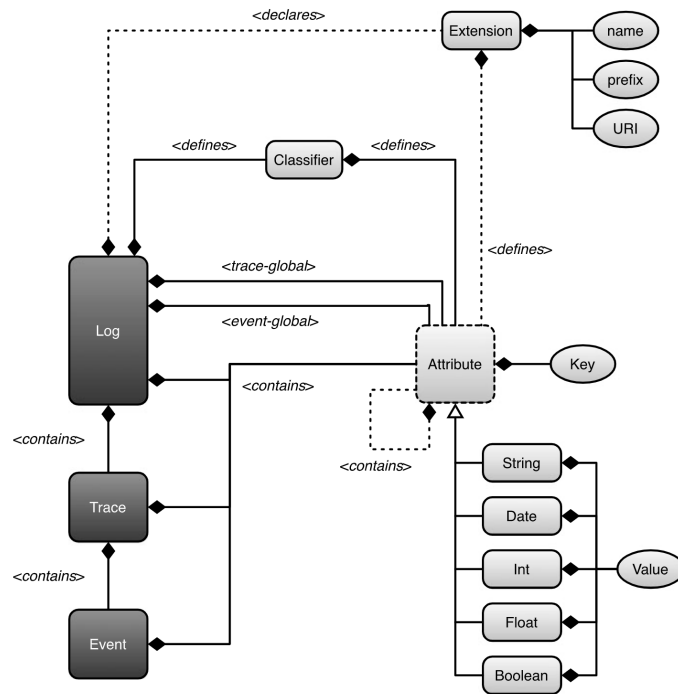 <declares>
Extension
name
prefix
URI
<defines>
Classifier
<defines>
<defines>
<trace-global>
<event-global>
Log
Attribute
Key
<contains>
<contains>
<contains>
String
Trace
Date
Int
Value
<contains>
Float
Event
Boolean